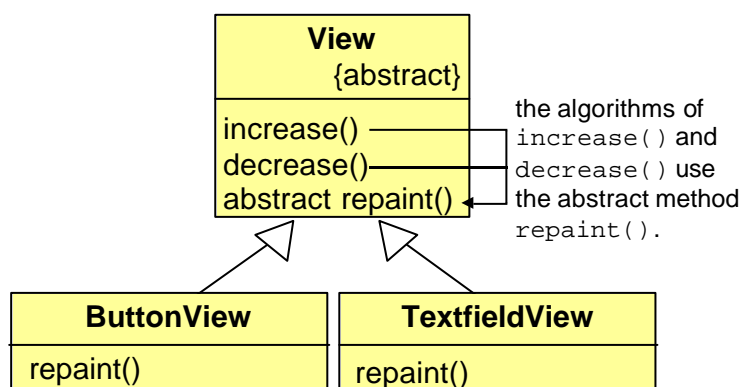 View
{abstract}
increase()
decrease()
abstract repaint()
the algorithms of
increase() and
decrease() use
the abstract method
repaint().
ButtonView
repaint()
TextfieldView
repaint()